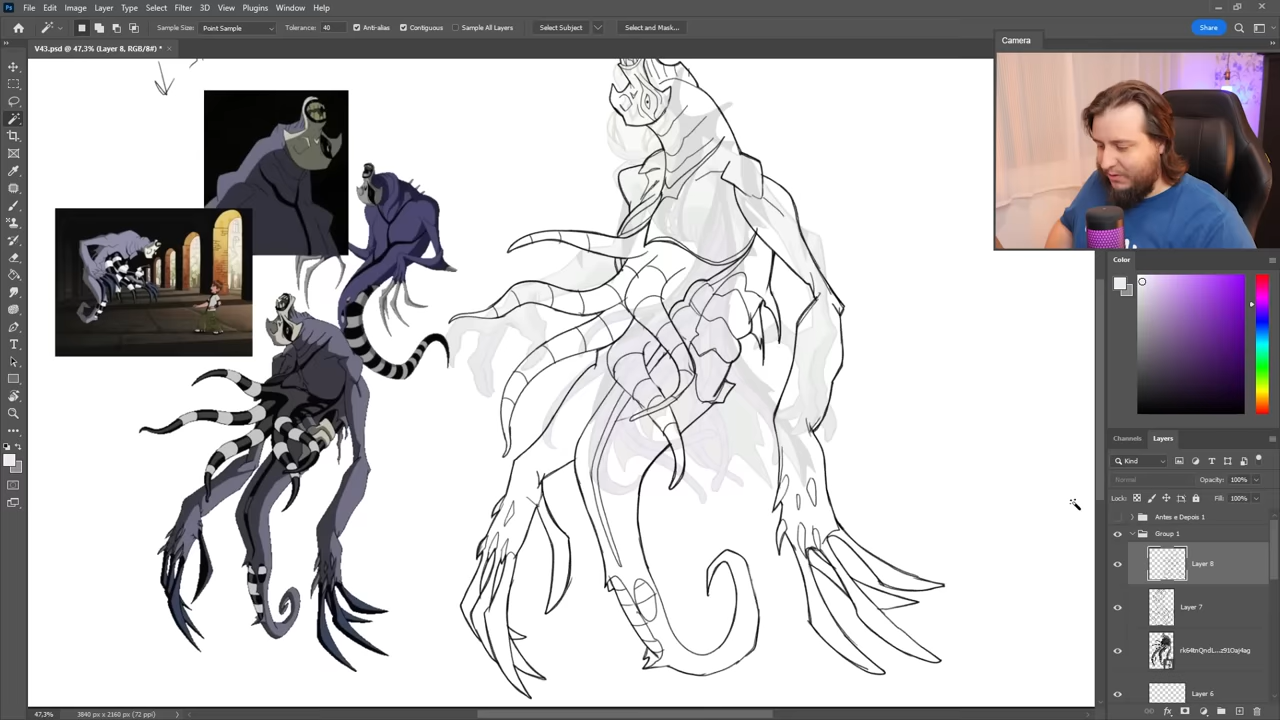 Ps File Edit Image Layer Type Select Filter 3D View Plugins Window Help
Sample Size: Point Sample Tolerance: 40 Anti-alias Contiguous Sample All Layers Select Subject Select and Mask... Share
V43.psd @ 47,3% (Layer 8, RGB/8#) *
Camera
Color
Channels Layers
Kind
Normal Opacity: 100%
Lock: Fill: 100%
Antes e Depois 1
Group 1
Layer 8
Layer 7
Layer 6
47,3% 3840 px x 2160 px (72 ppi)